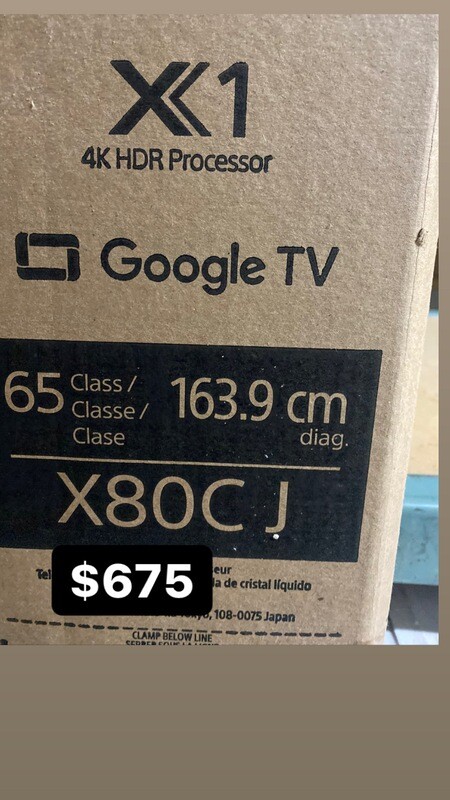 X1
4K HDR Processor
Google TV
65 Class / 163.9 cm
Classe / diag.
Clase
X80C J
$675
la de cristal líquido
108-0075 Japan
CLAMP BELOW LINE